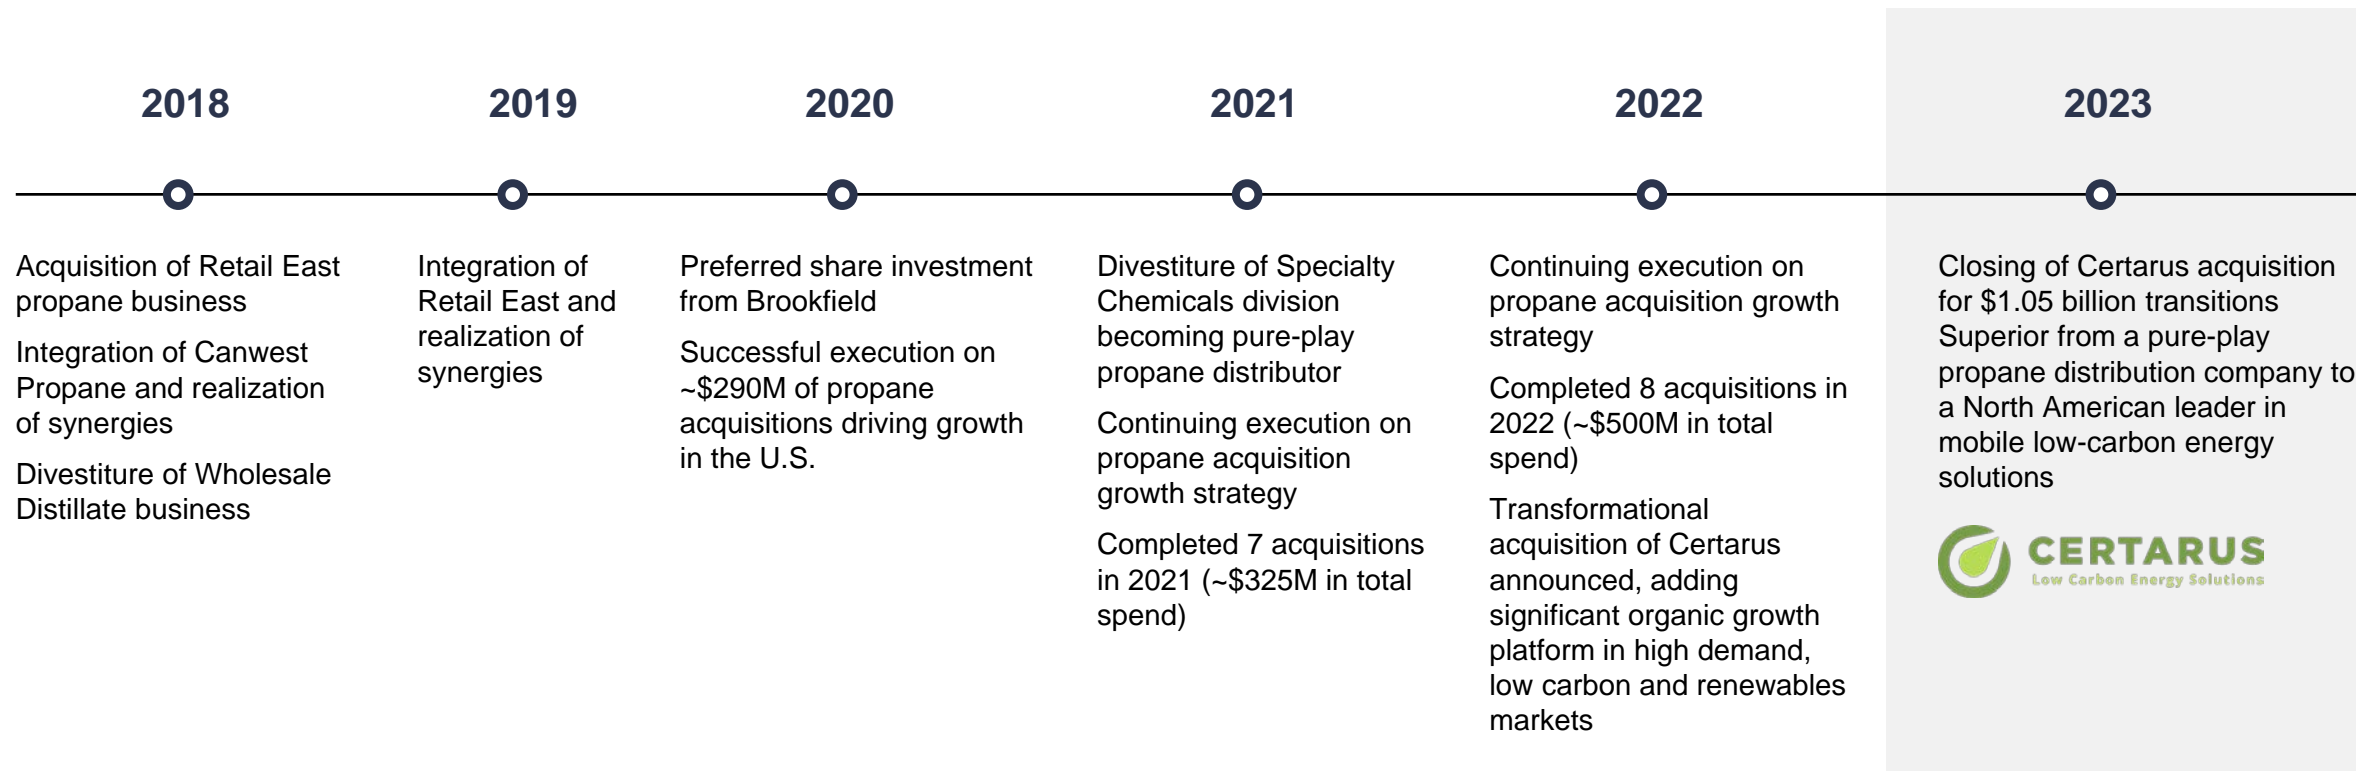 2018
Acquisition of Retail East
propane business
Integration of Canwest
Propane and realization
of synergies
Divestiture of Wholesale
Distillate business
2019
Integration of
Retail East and
realization of
synergies
2020
Preferred share investment
from Brookfield
Successful execution on
~$290M of propane
acquisitions driving growth
in the U.S.
2021
Divestiture of Specialty
Chemicals division
becoming pure-play
propane distributor
Continuing execution on
propane acquisition
growth strategy
Completed 7 acquisitions
in 2021 (~$325M in total
spend)
2022
Continuing execution on
propane acquisition growth
strategy
Completed 8 acquisitions in
2022 (~$500M in total
spend)
Transformational
acquisition of Certarus
announced, adding
significant organic growth
platform in high demand,
low carbon and renewables
markets
2023
Closing of Certarus acquisition
for $1.05 billion transitions
Superior from a pure-play
propane distribution company to
a North American leader in
mobile low-carbon energy
solutions
CERTARUS
Low Carbon Energy Solutions